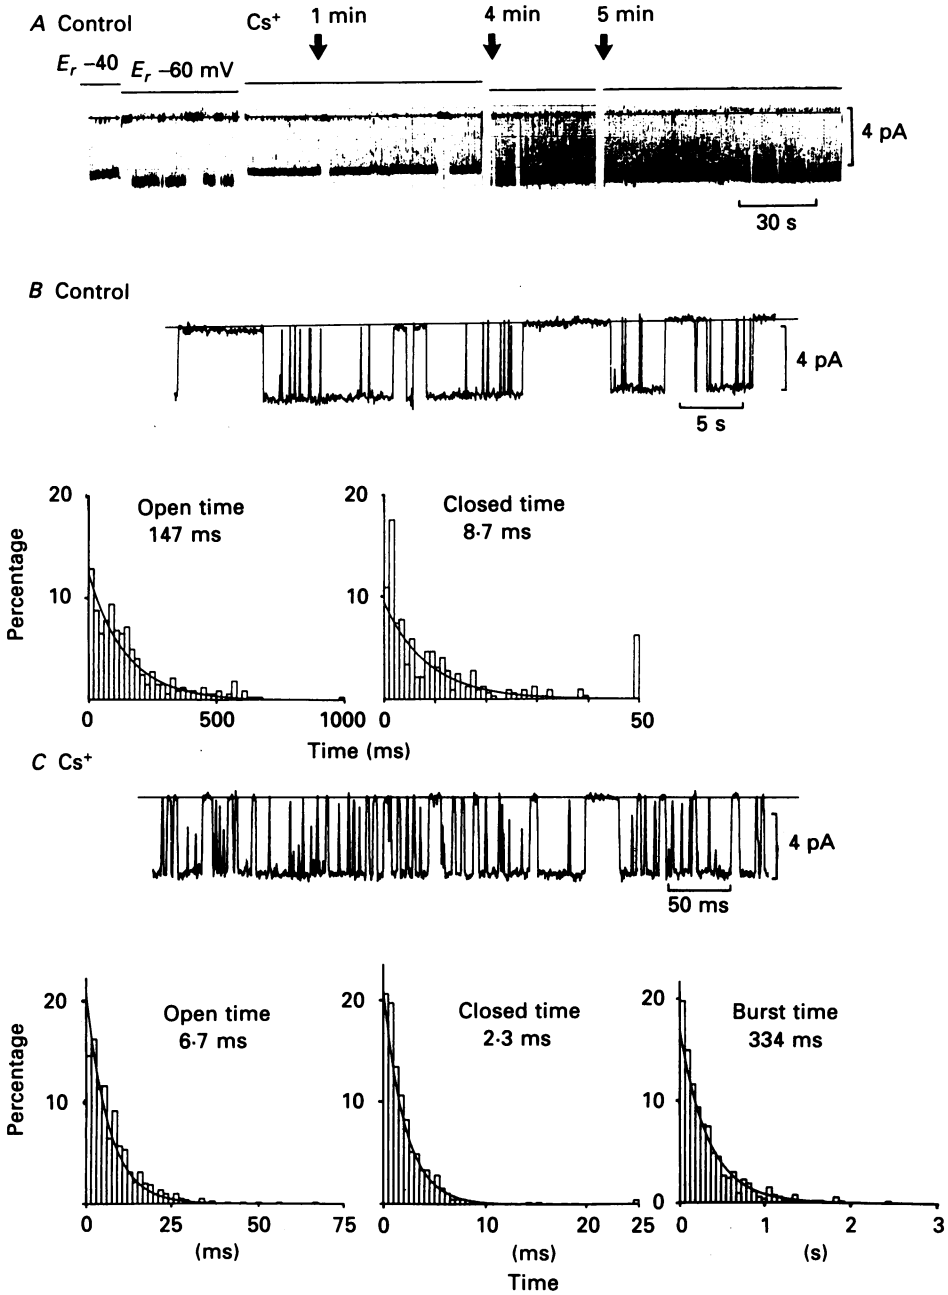 A Control
Cs+
1 min
4 min
5 min
Er –40
Er –60 mV
4 pA
30 s
B Control
4 pA
5 s
Percentage
20
10
Open time
147 ms
0
500
1000
20
10
Closed time
8·7 ms
0
50
Time (ms)
C Cs+
4 pA
50 ms
Percentage
20
10
Open time
6·7 ms
0
25
50
75
(ms)
20
10
Closed time
2·3 ms
0
10
20
25
(ms)
Time
20
10
0
Burst time
334 ms
0
1
2
3
(s)